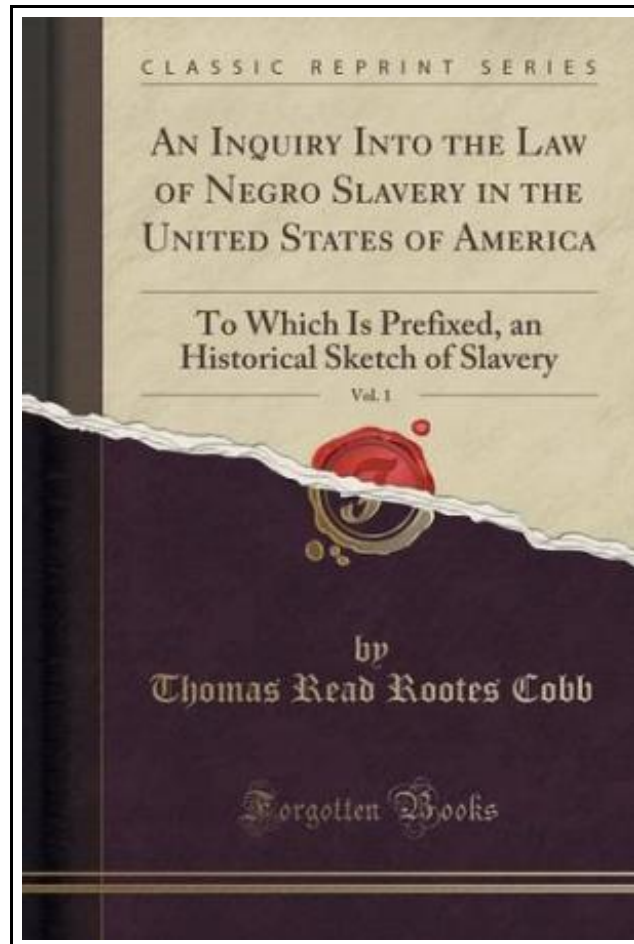 CLASSIC REPRINT SERIES
AN INQUIRY INTO THE LAW
OF NEGRO SLAVERY IN THE
UNITED STATES OF AMERICA
To Which Is Prefixed, an
Historical Sketch of Slavery
Vol. 1
F
by
Thomas Read Rootes Cobb
Forgotten Books